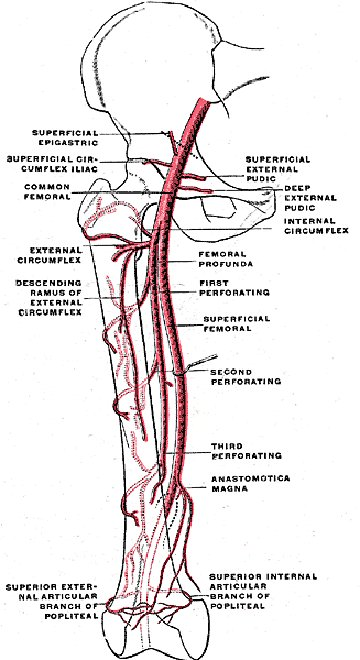 SUPERFICIAL
EPIGASTRIC
SUPERFICIAL CIR-
CUMFLEX ILIAC
COMMON
FEMORAL
SUPERFICIAL
EXTERNAL
PUDIC
DEEP
EXTERNAL
PUDIC
INTERNAL
CIRCUMFLEX
EXTERNAL
CIRCUMFLEX
DESCENDING
RAMUS OF
EXTERNAL
CIRCUMFLEX
FEMORAL
PROFUNDA
FIRST
PERFORATING
SUPERFICIAL
FEMORAL
SECOND
PERFORATING
THIRD
PERFORATING
ANASTOMOTICA
MAGNA
SUPERIOR EXTER-
NAL ARTICULAR
BRANCH OF
POPLITEAL
SUPERIOR INTERNAL
ARTICULAR
BRANCH OF
POPLITEAL